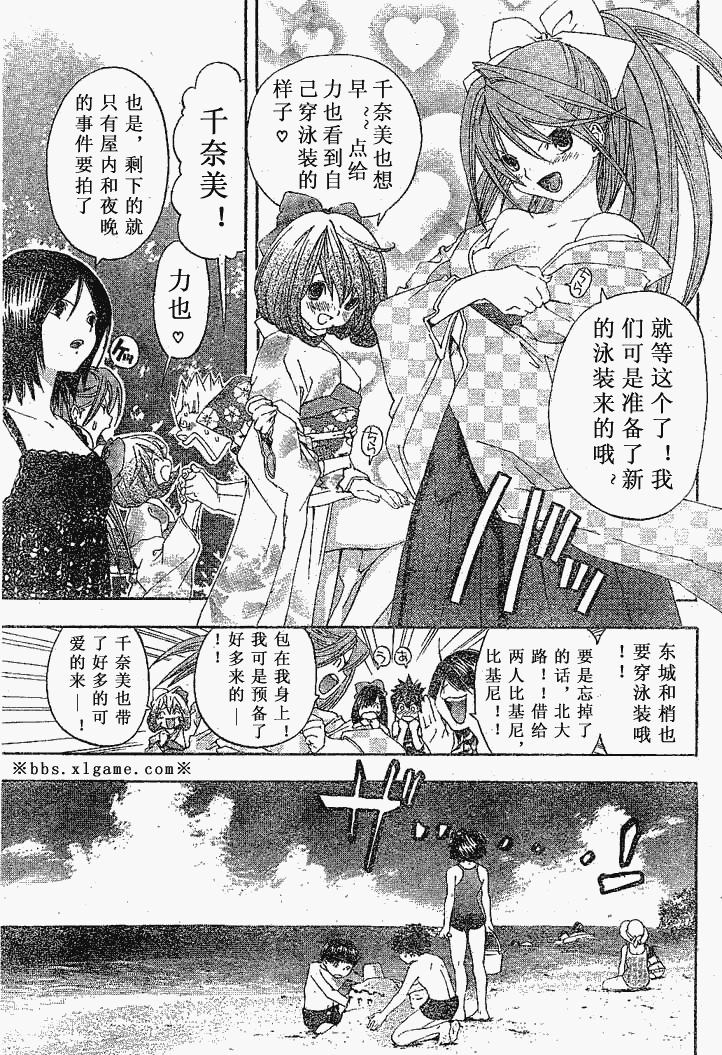 就等这个了！我
们可是准备了新
的泳装来的哦~
千奈美也想
早~~点给
力也看到自
己穿泳装的
样子♡
ちら
ちら
千奈美！
力也♡
也是，剩下的就
只有屋内和夜晚
的事件要拍了
东城和梢也
要穿泳装哦
！！
要是忘掉了
的话，北大
路！！借给
两人比基尼，
比基尼！！
包在我身上！
我可是预备了
好多来的—
！！
千奈美也带
了好多的可
爱的来—！
※bbs.xlgame.com※